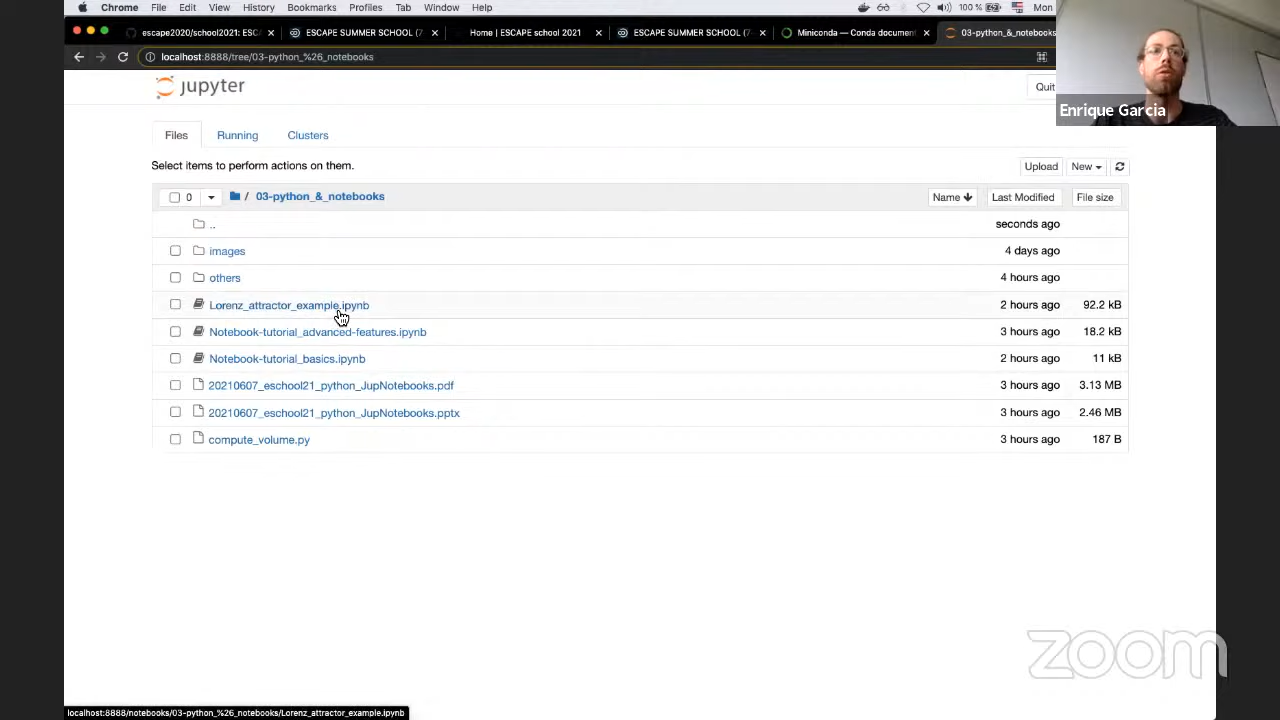 Chrome File Edit View History Bookmarks Profiles Tab Window Help 100 % Mon
escape2020/school2021: ESC ESCAPE SUMMER SCHOOL (7 Home | ESCAPE school 2021 ESCAPE SUMMER SCHOOL (7 Miniconda — Conda document 03-python_&_notebooks
localhost:8888/tree/03-python_%26_notebooks
jupyter Quit
Enrique Garcia
Files Running Clusters
Select items to perform actions on them. Upload New
0 / 03-python_&_notebooks Name Last Modified File size
.. seconds ago
images 4 days ago
others 4 hours ago
Lorenz_attractor_example.ipynb 2 hours ago 92.2 kB
Notebook-tutorial_advanced-features.ipynb 3 hours ago 18.2 kB
Notebook-tutorial_basics.ipynb 2 hours ago 11 kB
20210607_eschool21_python_JupNotebooks.pdf 3 hours ago 3.13 MB
20210607_eschool21_python_JupNotebooks.pptx 3 hours ago 2.46 MB
compute_volume.py 3 hours ago 187 B
zoom
localhost:8888/notebooks/03-python_%26_notebooks/Lorenz_attractor_example.ipynb